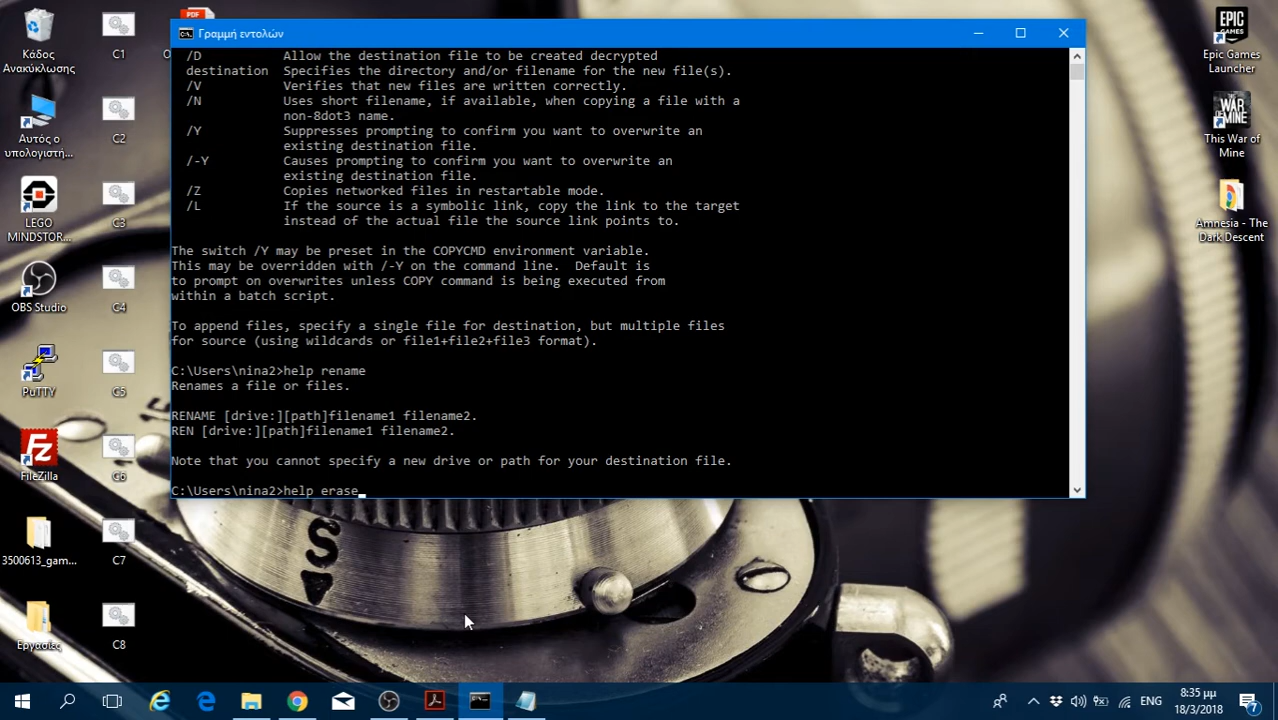 Γραμμή εντολών
/D Allow the destination file to be created decrypted
destination Specifies the directory and/or filename for the new file(s).
/V Verifies that new files are written correctly.
/N Uses short filename, if available, when copying a file with a
non-8dot3 name.
/Y Suppresses prompting to confirm you want to overwrite an
existing destination file.
/-Y Causes prompting to confirm you want to overwrite an
existing destination file.
/Z Copies networked files in restartable mode.
/L If the source is a symbolic link, copy the link to the target
instead of the actual file the source link points to.
The switch /Y may be preset in the COPYCMD environment variable.
This may be overridden with /-Y on the command line. Default is
to prompt on overwrites unless COPY command is being executed from
within a batch script.
To append files, specify a single file for destination, but multiple files
for source (using wildcards or file1+file2+file3 format).
C:\Users\nina2>help rename
Renames a file or files.
RENAME [drive:][path]filename1 filename2.
REN [drive:][path]filename1 filename2.
Note that you cannot specify a new drive or path for your destination file.
C:\Users\nina2>help erase_
Κάδος
Ανακύκλωσης
Αυτός ο
υπολογιστή...
LEGO
MINDSTOR...
OBS Studio
PuTTY
FileZilla
3500613_gam...
Εργασίες
C1
C2
C3
C4
C5
C6
C7
C8
PDF
Epic Games
Launcher
EPIC
GAMES
THIS
WAR OF
MINE
This War of
Mine
Amnesia - The
Dark Descent
S
ENG
8:35 μμ
18/3/2018
7